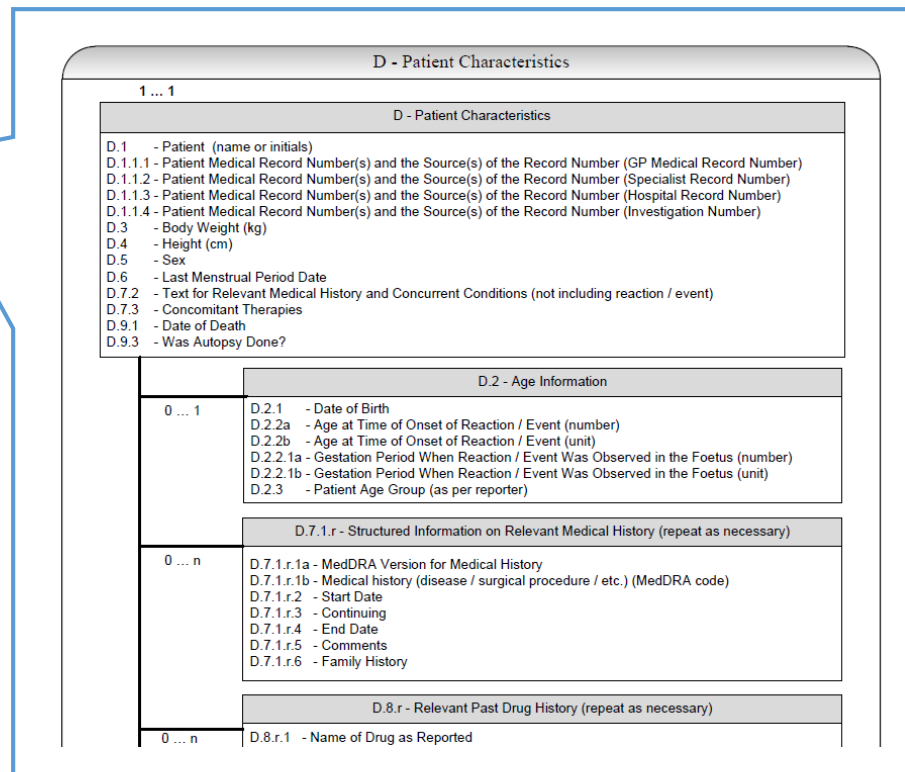 D - Patient Characteristics
1 ... 1
D - Patient Characteristics
D.1 - Patient (name or initials)
D.1.1.1 - Patient Medical Record Number(s) and the Source(s) of the Record Number (GP Medical Record Number)
D.1.1.2 - Patient Medical Record Number(s) and the Source(s) of the Record Number (Specialist Record Number)
D.1.1.3 - Patient Medical Record Number(s) and the Source(s) of the Record Number (Hospital Record Number)
D.1.1.4 - Patient Medical Record Number(s) and the Source(s) of the Record Number (Investigation Number)
D.3 - Body Weight (kg)
D.4 - Height (cm)
D.5 - Sex
D.6 - Last Menstrual Period Date
D.7.2 - Text for Relevant Medical History and Concurrent Conditions (not including reaction / event)
D.7.3 - Concomitant Therapies
D.9.1 - Date of Death
D.9.3 - Was Autopsy Done?
D.2 - Age Information
0 ... 1
D.2.1 - Date of Birth
D.2.2a - Age at Time of Onset of Reaction / Event (number)
D.2.2b - Age at Time of Onset of Reaction / Event (unit)
D.2.2.1a - Gestation Period When Reaction / Event Was Observed in the Foetus (number)
D.2.2.1b - Gestation Period When Reaction / Event Was Observed in the Foetus (unit)
D.2.3 - Patient Age Group (as per reporter)
D.7.1.r - Structured Information on Relevant Medical History (repeat as necessary)
0 ... n
D.7.1.r.1a - MedDRA Version for Medical History
D.7.1.r.1b - Medical history (disease / surgical procedure / etc.) (MedDRA code)
D.7.1.r.2 - Start Date
D.7.1.r.3 - Continuing
D.7.1.r.4 - End Date
D.7.1.r.5 - Comments
D.7.1.r.6 - Family History
D.8.r - Relevant Past Drug History (repeat as necessary)
0 ... n
D.8.r.1 - Name of Drug as Reported